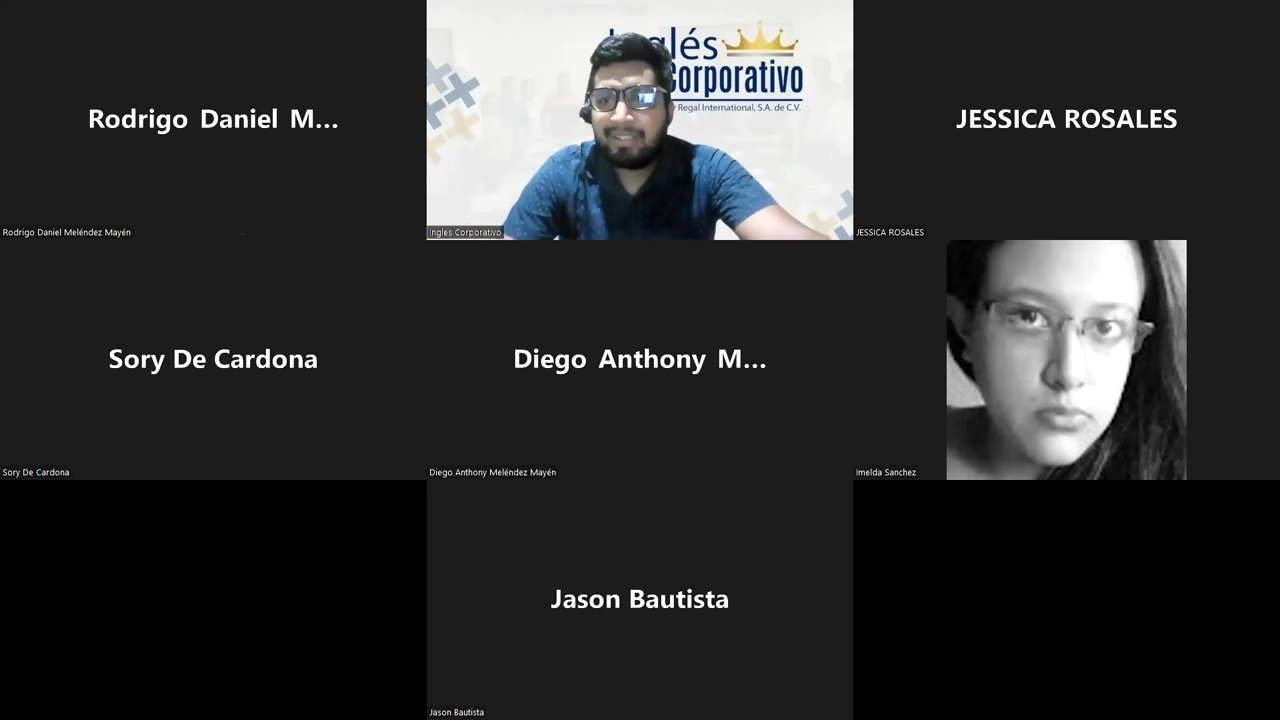 Rodrigo Daniel M...
Rodrigo Daniel Meléndez Mayén
Inglés
Corporativo
Regal International, S.A. de C.V.
Ingles Corporativo
JESSICA ROSALES
JESSICA ROSALES
Sory De Cardona
Sory De Cardona
Diego Anthony M...
Diego Anthony Meléndez Mayén
Imelda Sanchez
Jason Bautista
Jason Bautista